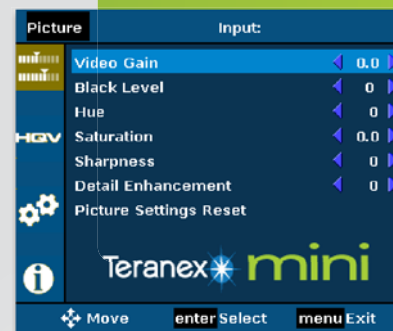 Picture Input:
Video Gain 0.0
Black Level 0
Hue 0
HQV Saturation 0.0
Sharpness 0
Detail Enhancement 0
Picture Settings Reset
Teranex mini
i
Move enter Select menu Exit